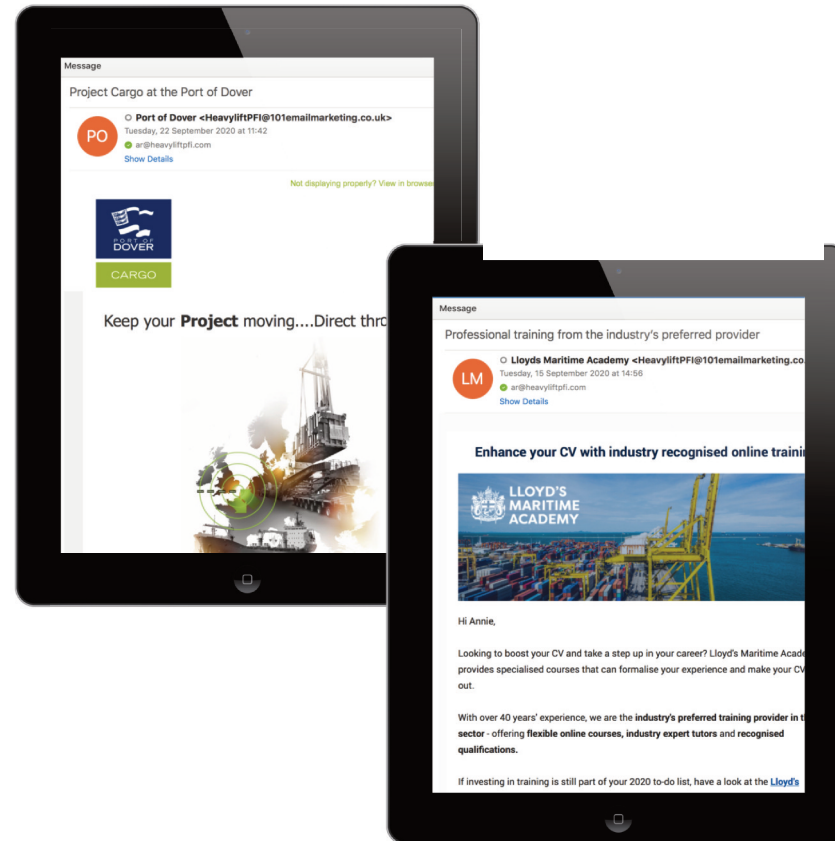 Message
Project Cargo at the Port of Dover
PO
Port of Dover <HeavyliftPFI@101emailmarketing.co.uk>
Tuesday, 22 September 2020 at 11:42
ar@heavyliftpfi.com
Show Details
Not displaying properly? View in browser
PORT OF
DOVER
CARGO
Keep your Project moving....Direct thro
Message
Professional training from the industry's preferred provider
LM
Lloyds Maritime Academy <HeavyliftPFI@101emailmarketing.co.
Tuesday, 15 September 2020 at 14:56
ar@heavyliftpfi.com
Show Details
Enhance your CV with industry recognised online trainin
LLOYD'S
MARITIME
ACADEMY
Hi Annie,
Looking to boost your CV and take a step up in your career? Lloyd's Maritime Acade
provides specialised courses that can formalise your experience and make your CV
out.
With over 40 years' experience, we are the industry's preferred training provider in t
sector - offering flexible online courses, industry expert tutors and recognised
qualifications.
If investing in training is still part of your 2020 to-do list, have a look at the Lloyd's